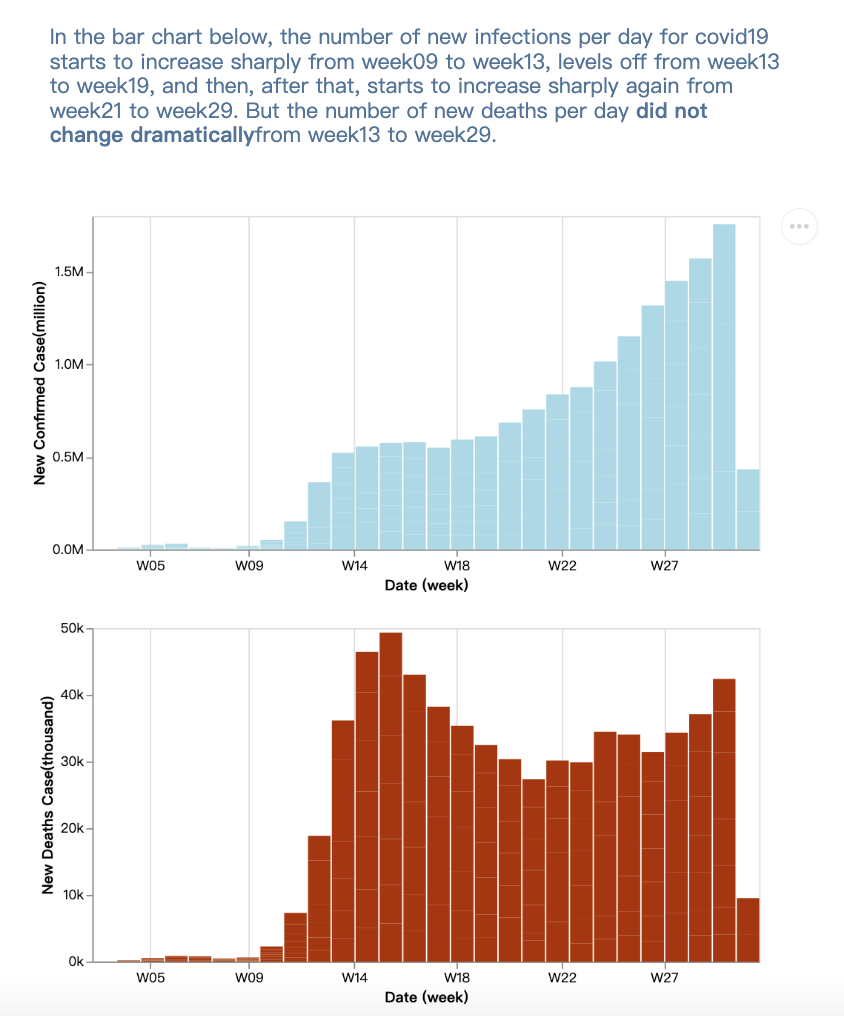 In the bar chart below, the number of new infections per day for covid19
starts to increase sharply from week09 to week13, levels off from week13
to week19, and then, after that, starts to increase sharply again from
week21 to week29. But the number of new deaths per day did not
change dramaticallyfrom week13 to week29.
New Confirmed Case(million)
1.5M
1.0M
0.5M
0.0M
W05 W09 W14 W18 W22 W27
Date (week)
New Deaths Case(thousand)
50k
40k
30k
20k
10k
0k
W05 W09 W14 W18 W22 W27
Date (week)